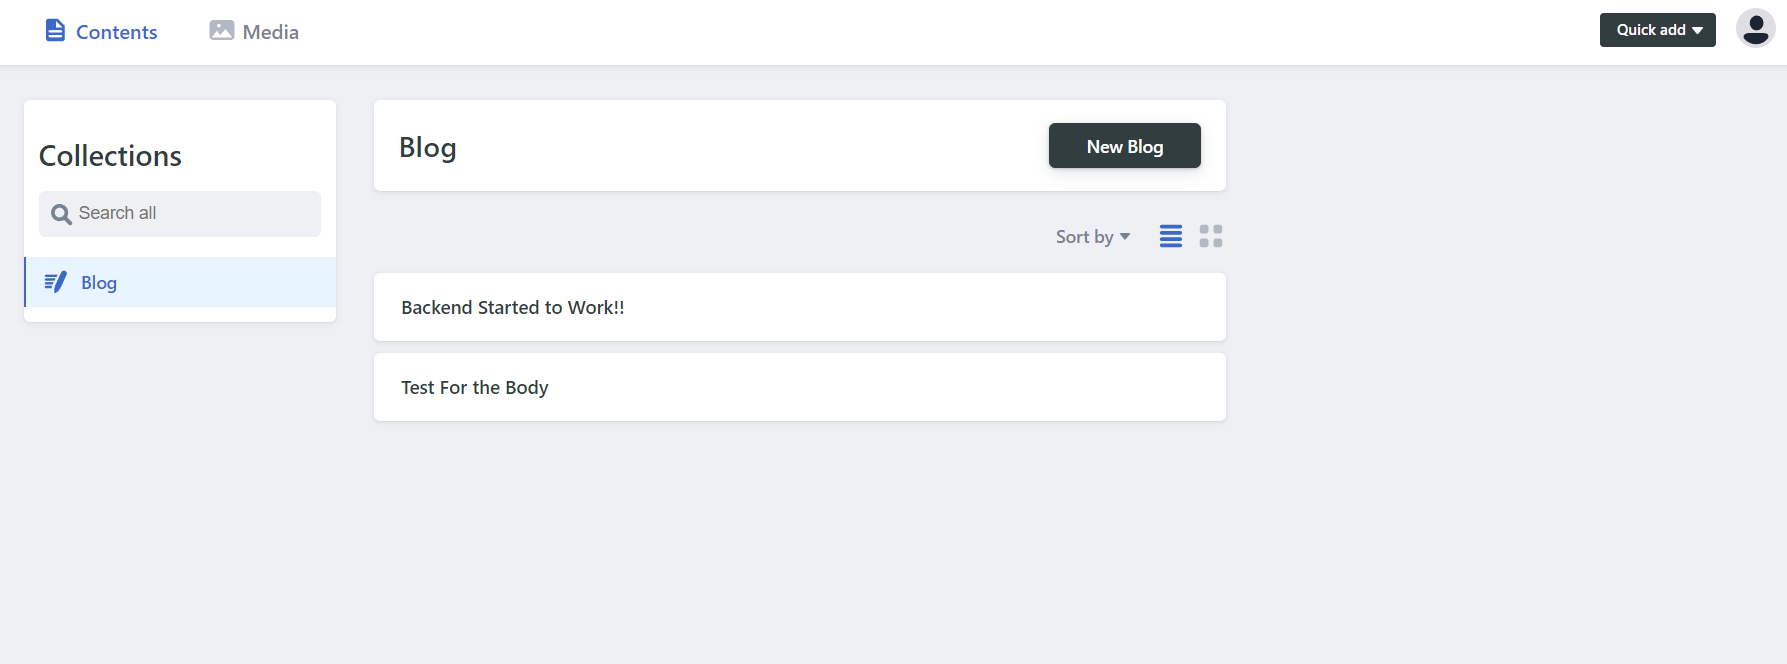 Contents
Media
Quick add
Collections
Search all
Blog
Blog
New Blog
Sort by
Backend Started to Work!!
Test For the Body